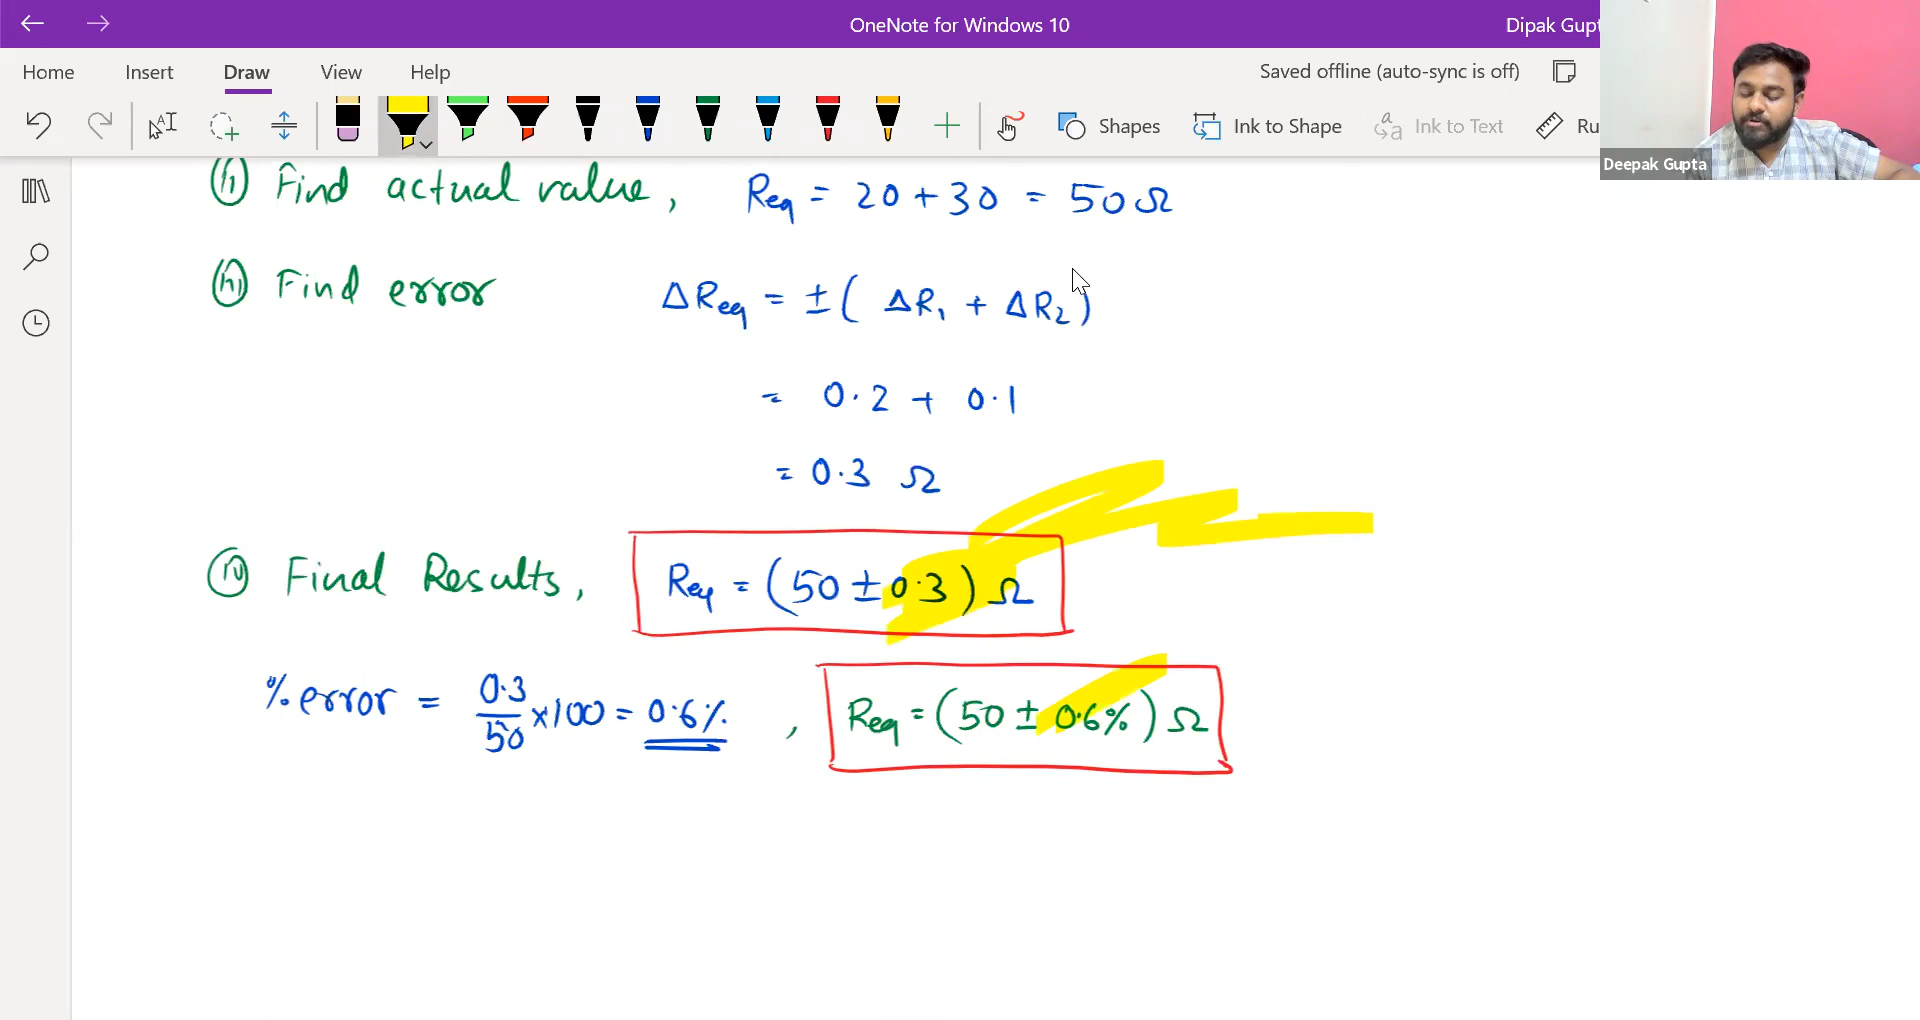 OneNote for Windows 10
Dipak Gupt
Home Insert Draw View Help
Saved offline (auto-sync is off)
Shapes Ink to Shape Ink to Text Ru
Deepak Gupta
(ii) Find actual value, Req = 20 + 30 = 50 Ω
(iii) Find error ΔReq = ± ( ΔR₁ + ΔR₂ )
= 0.2 + 0.1
= 0.3 Ω
(iv) Final Results, Req = (50 ± 0.3) Ω
% error = 0.3/50 × 100 = 0.6% , Req = (50 ± 0.6%) Ω